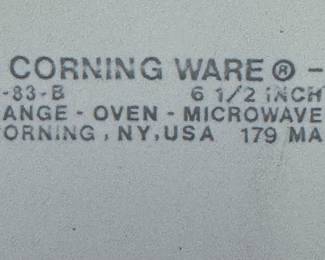 CORNING WARE® -
-83-B 6 1/2 INCH
ANGE - OVEN - MICROWAVE
ORNING, NY, USA 179 MA